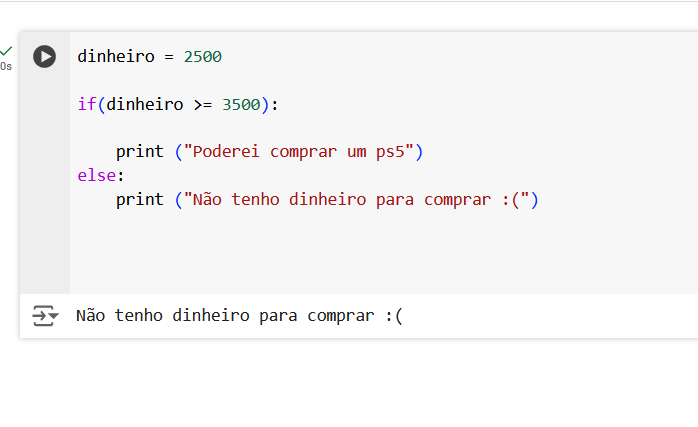 dinheiro = 2500
if(dinheiro >= 3500):
print ("Poderei comprar um ps5")
else:
print ("Não tenho dinheiro para comprar :(")
0s
Não tenho dinheiro para comprar :(